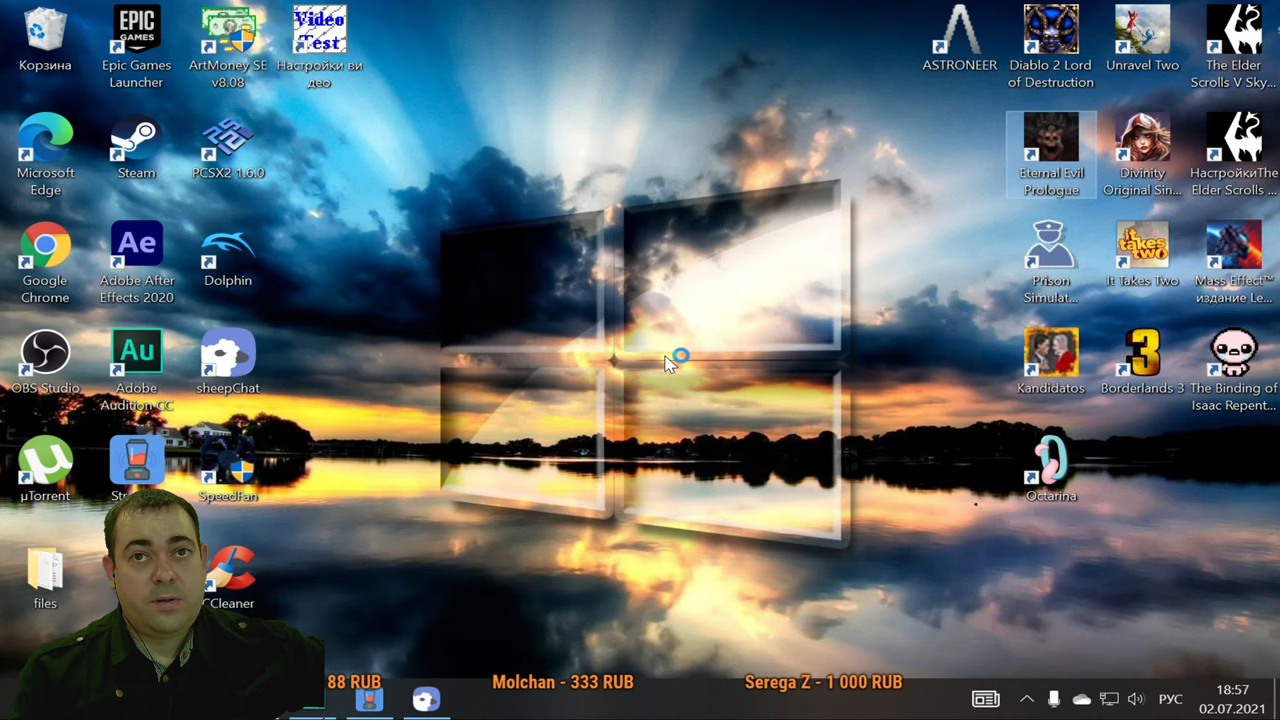 Корзина
EPIC
GAMES
Epic Games
Launcher
ArtMoney SE
v8.08
Video
Test
Настройки ви
део
ASTRONEER
Diablo 2 Lord
of Destruction
Unravel Two
The Elder
Scrolls V Sky...
Microsoft
Edge
Steam
PCSX2 1.6.0
Eternal Evil
Prologue
Divinity
Original Sin...
НастройкиThe
Elder Scrolls ...
Google
Chrome
Ae
Adobe After
Effects 2020
Dolphin
Prison
Simulat...
it takes
two
It Takes Two
Mass Effect™
издание Le...
OBS Studio
Au
Adobe
Audition CC
sheepChat
Kandidatos
3
Borderlands 3
The Binding of
Isaac Repent...
µTorrent
SpeedFan
Octarina
files
CCleaner
88 RUB
Molchan - 333 RUB
Serega Z - 1 000 RUB
РУС
18:57
02.07.2021